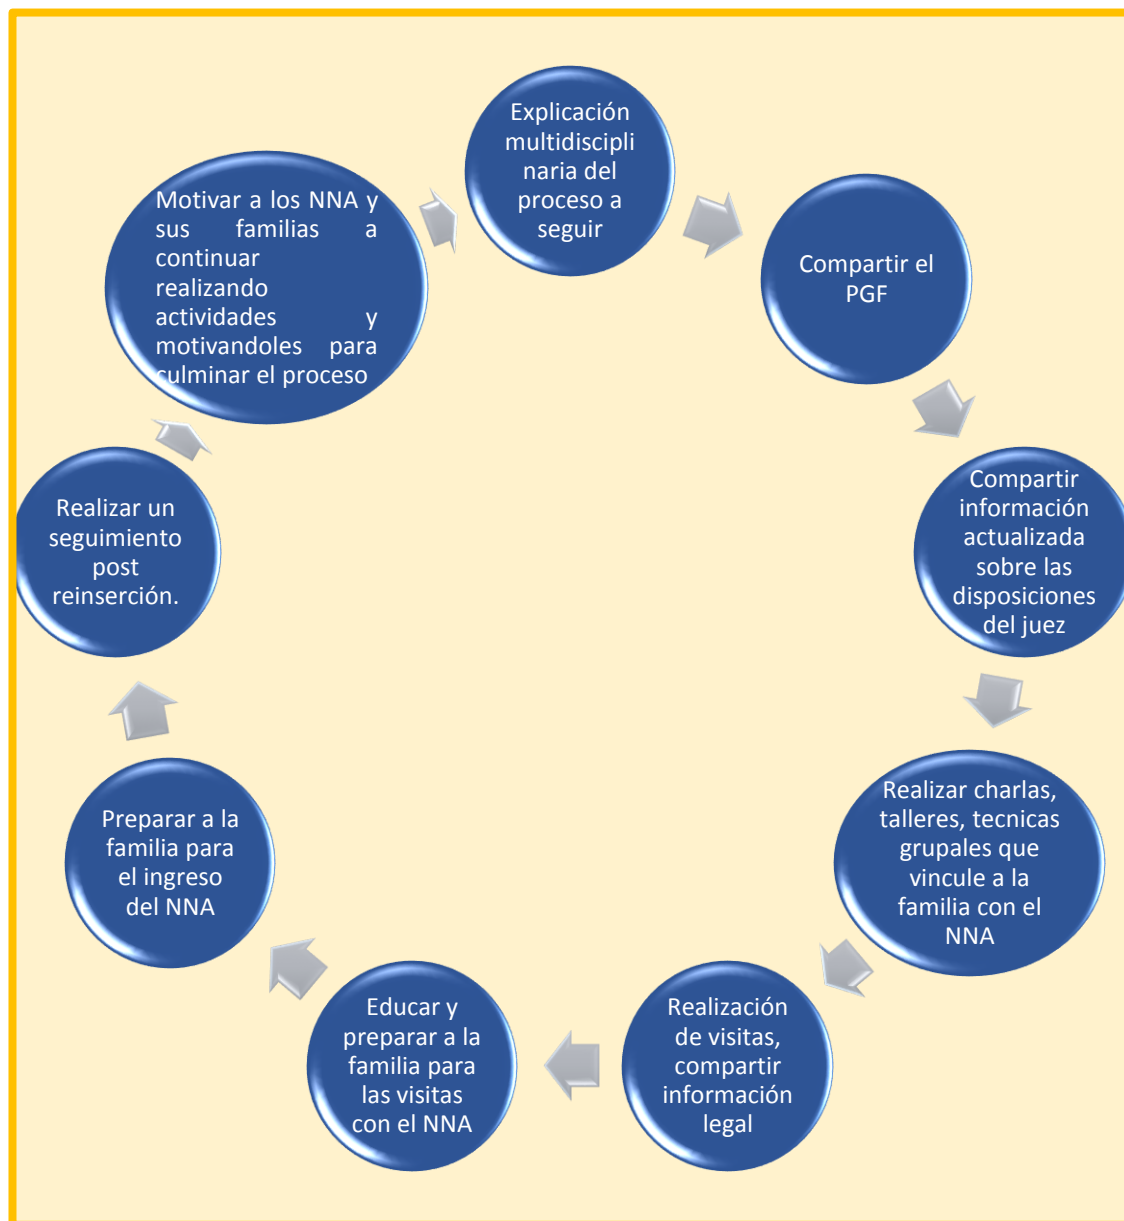 Explicación
multidiscipli
naria del
proceso a
seguir
Compartir el
PGF
Compartir
información
actualizada
sobre las
disposiciones
del juez
Realizar charlas,
talleres, tecnicas
grupales que
vincule a la
familia con el
NNA
Realización
de visitas,
compartir
información
legal
Educar y
preparar a la
familia para
las visitas
con el NNA
Preparar a la
familia para
el ingreso
del NNA
Realizar un
seguimiento
post
reinserción.
Motivar a los NNA y
sus familias a
continuar
realizando
actividades y
motivandoles para
culminar el proceso